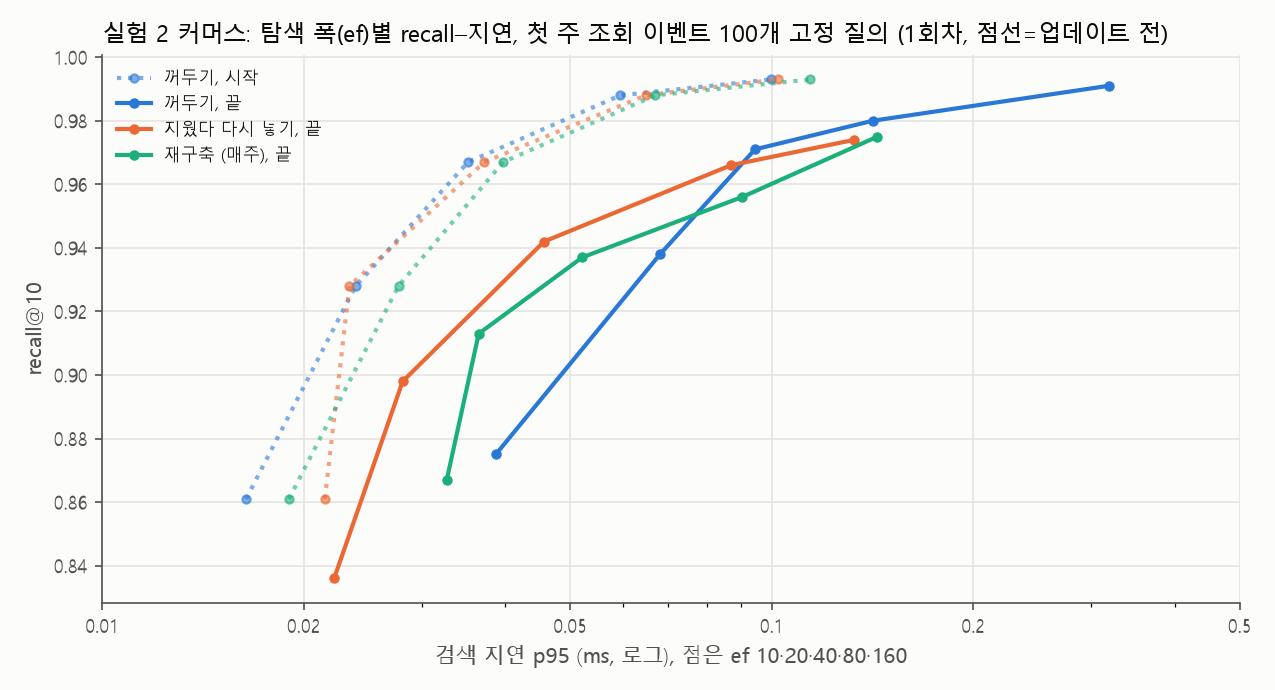 실험 2 커머스: 탐색 폭(ef)별 recall–지연, 첫 주 조회 이벤트 100개 고정 질의 (1회차, 점선=업데이트 전)
꺼두기, 시작
꺼두기, 끝
지웠다 다시 넣기, 끝
재구축 (매주), 끝
recall@10
1.00
0.98
0.96
0.94
0.92
0.90
0.88
0.86
0.84
0.01
0.02
0.05
0.1
0.2
0.5
검색 지연 p95 (ms, 로그), 점은 ef 10·20·40·80·160